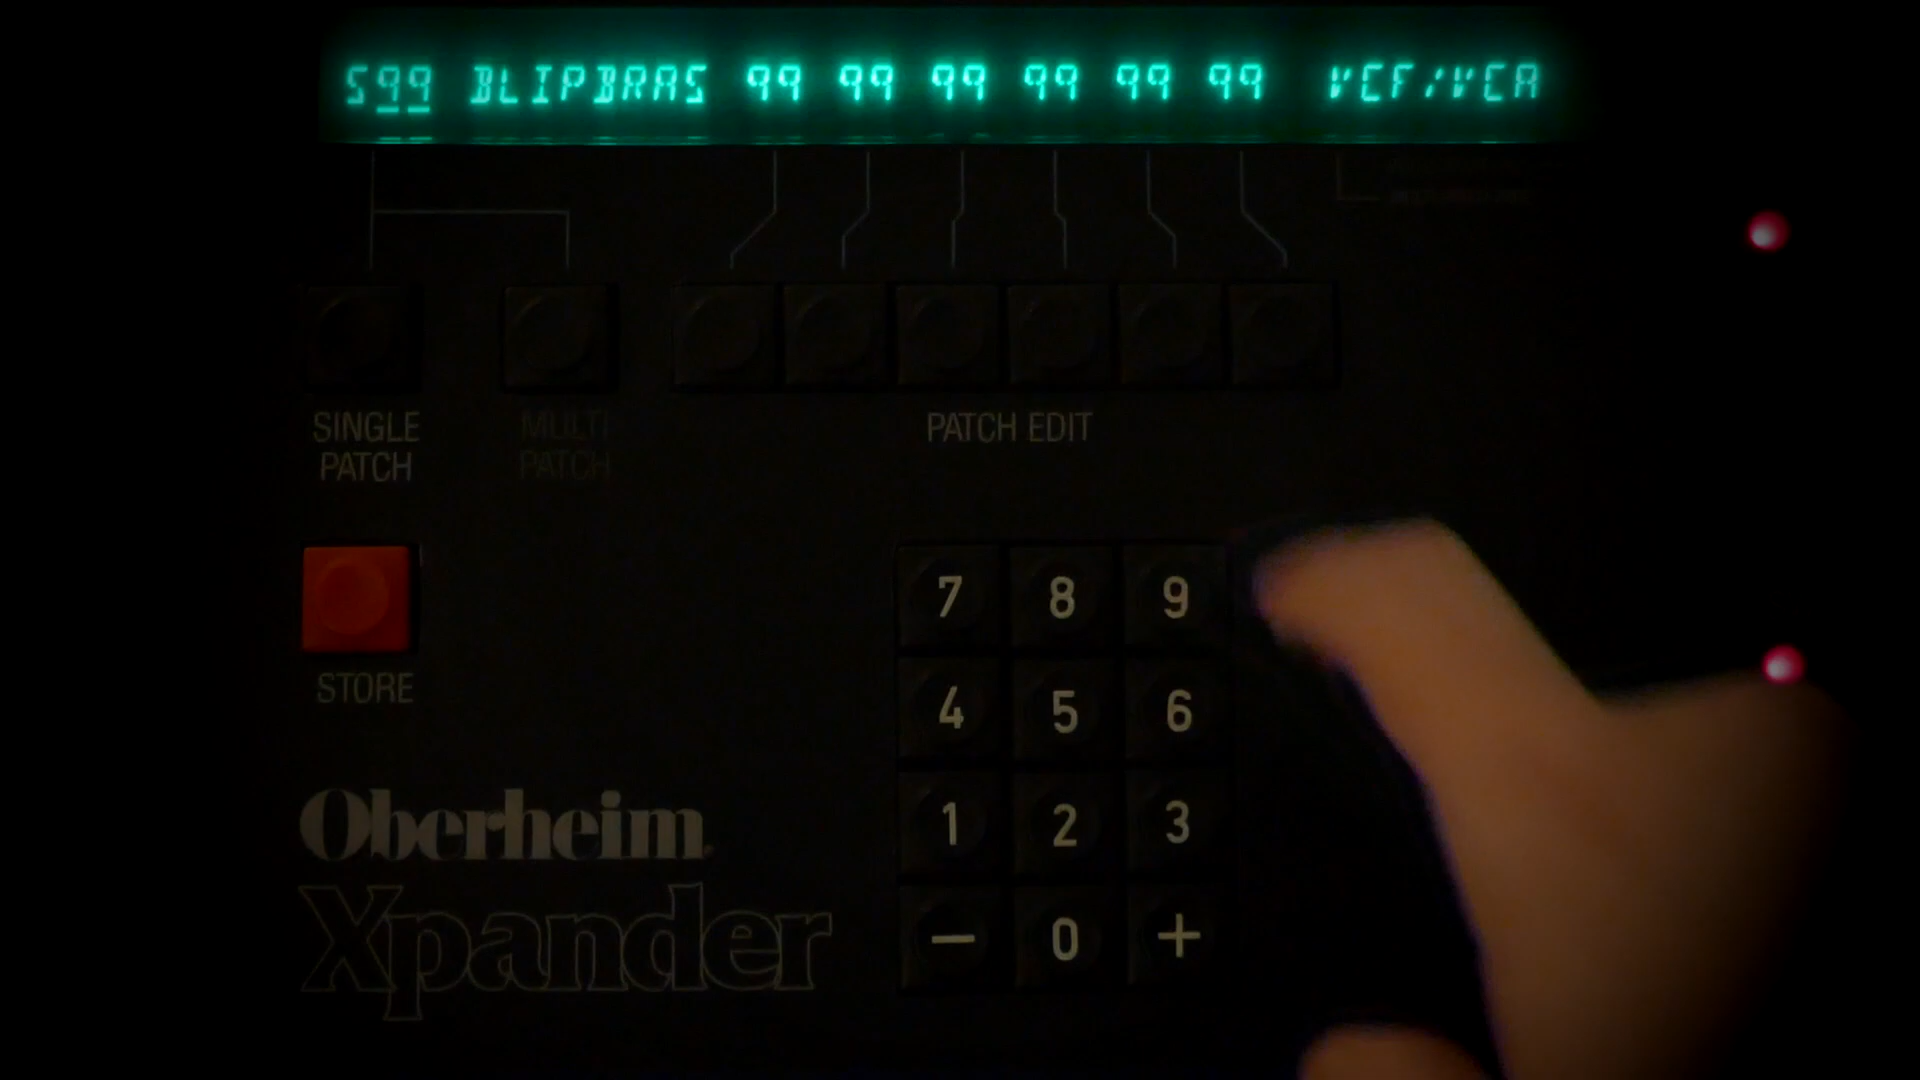 S99 BLIPBRAS 99 99 99 99 99 99 VCF/VCA
SINGLE
PATCH
MULTI
PATCH
PATCH EDIT
STORE
7 8 9
4 5 6
1 2 3
− 0 +
Oberheim
Xpander